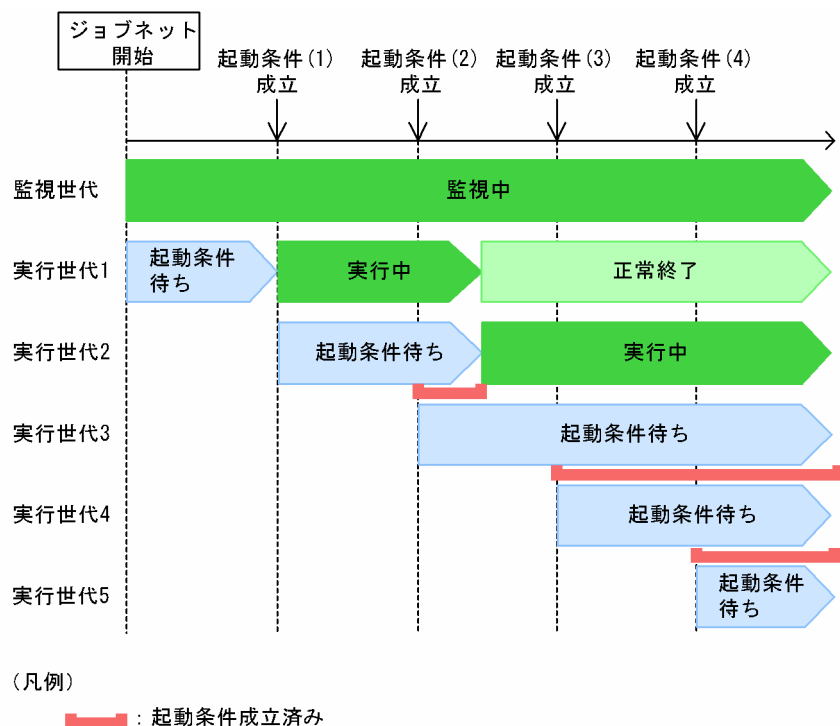 ジョブネット
開始
起動条件(1)
成立
起動条件(2)
成立
起動条件(3)
成立
起動条件(4)
成立
監視世代
監視中
実行世代1
起動条件
待ち
実行中
正常終了
実行世代2
起動条件待ち
実行中
実行世代3
起動条件待ち
実行世代4
起動条件待ち
実行世代5
起動条件
待ち
(凡例)
：起動条件成立済み